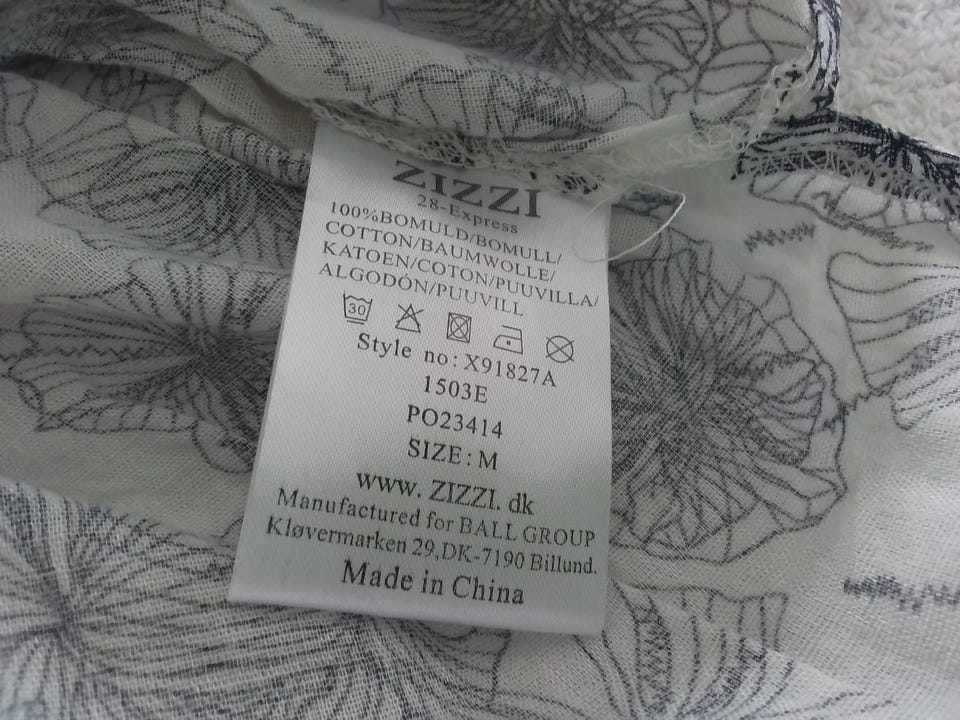 ZIZZI
28-Express
100%BOMULD/BOMULL/
COTTON/BAUMWOLLE/
KATOEN/COTON/PUUVILLA/
ALGODÓN/PUUVILL
30
Style no: X91827A
1503E
PO23414
SIZE: M
www. ZIZZI. dk
Manufactured for BALL GROUP
Kløvermarken 29,DK-7190 Billund.
Made in China